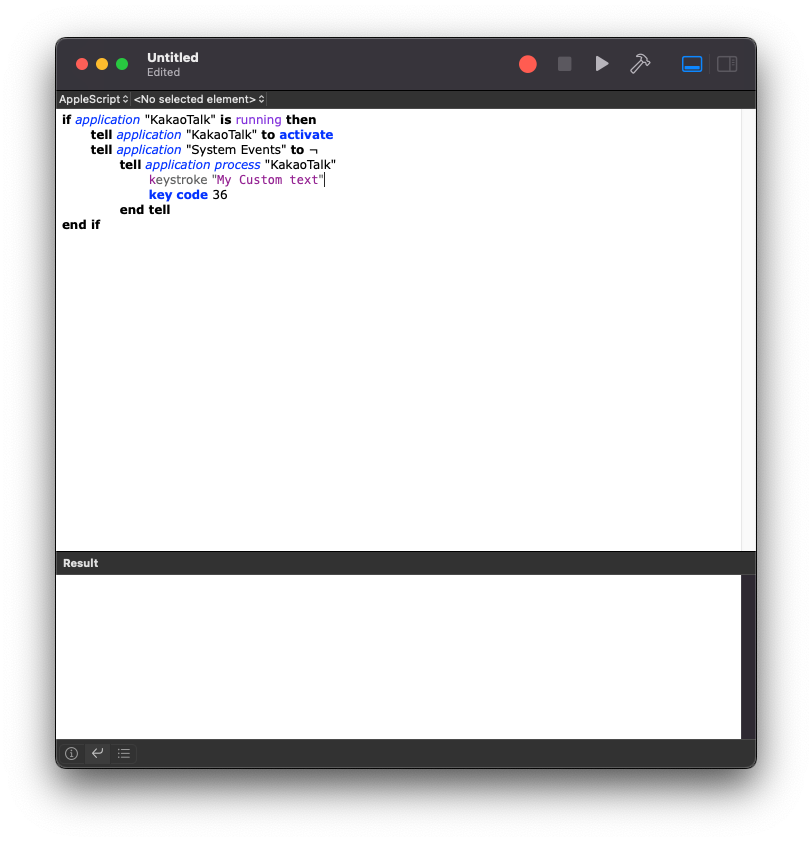 Untitled
Edited
AppleScript <No selected element>
if application "KakaoTalk" is running then
tell application "KakaoTalk" to activate
tell application "System Events" to ¬
tell application process "KakaoTalk"
keystroke "My Custom text"
key code 36
end tell
end if
Result